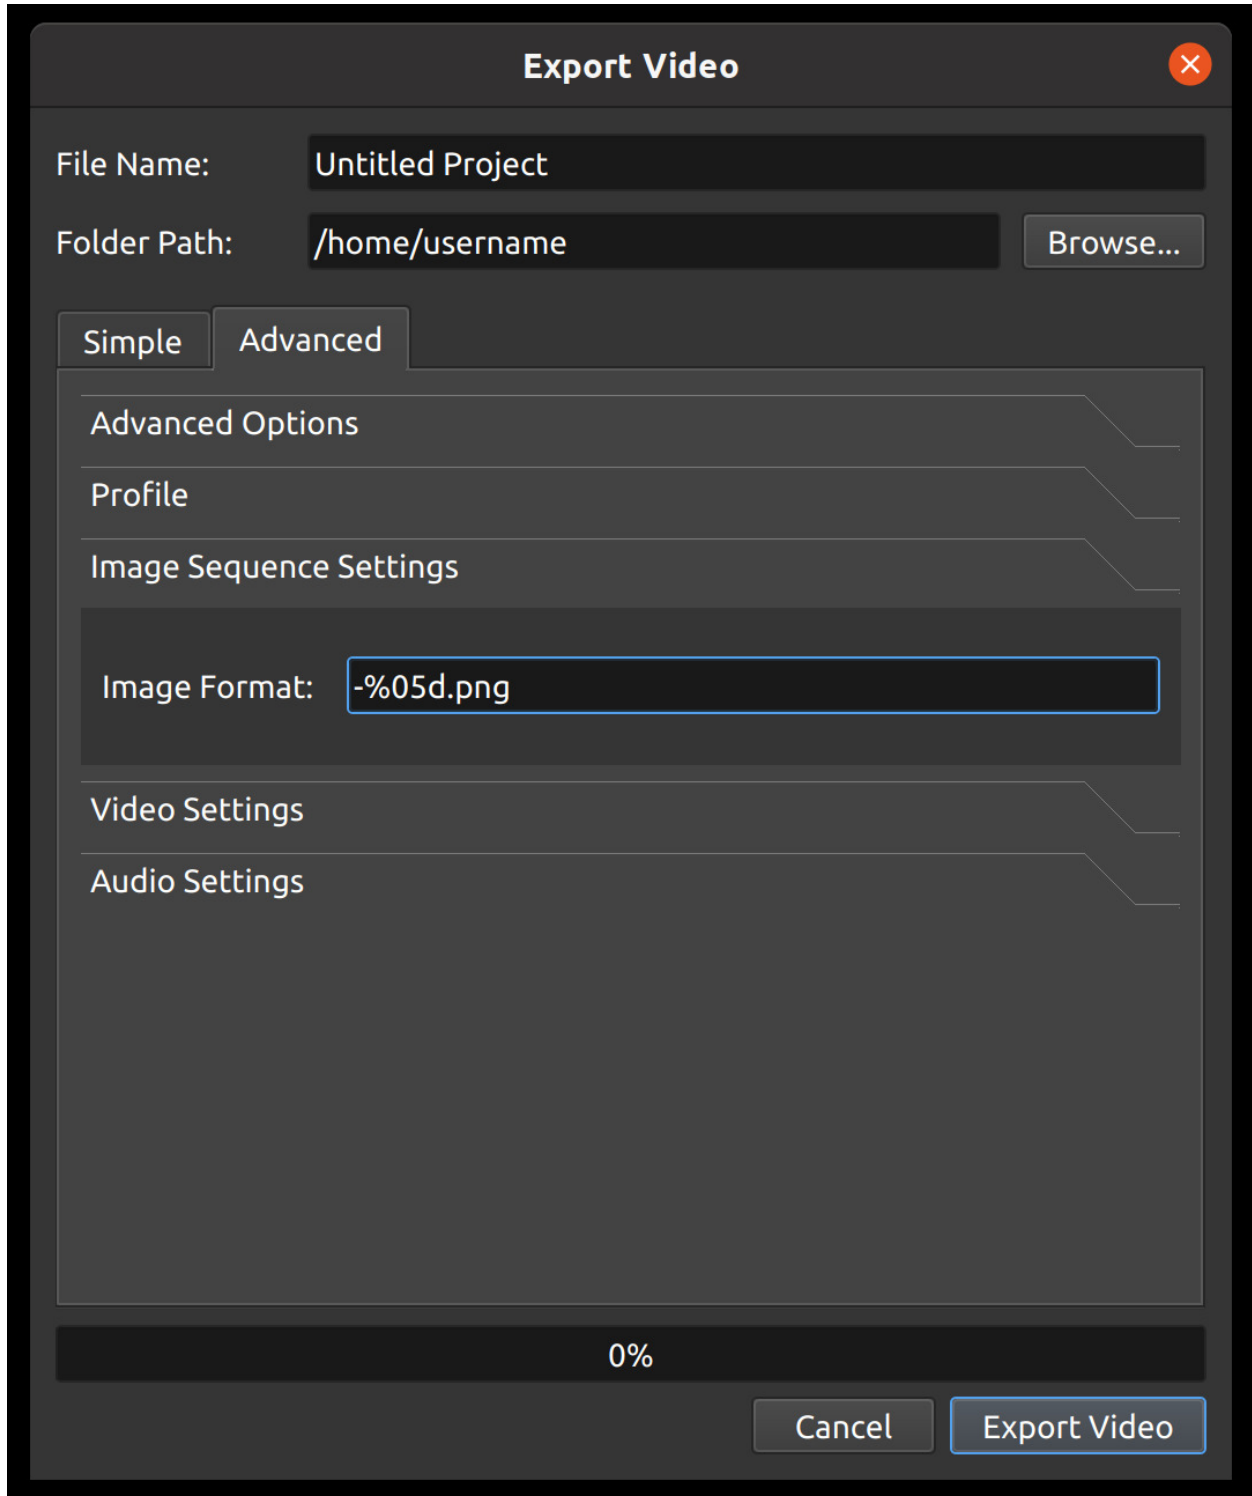 Export Video
File Name: Untitled Project
Folder Path: /home/username Browse...
Simple Advanced
Advanced Options
Profile
Image Sequence Settings
Image Format: -%05d.png
Video Settings
Audio Settings
0%
Cancel Export Video